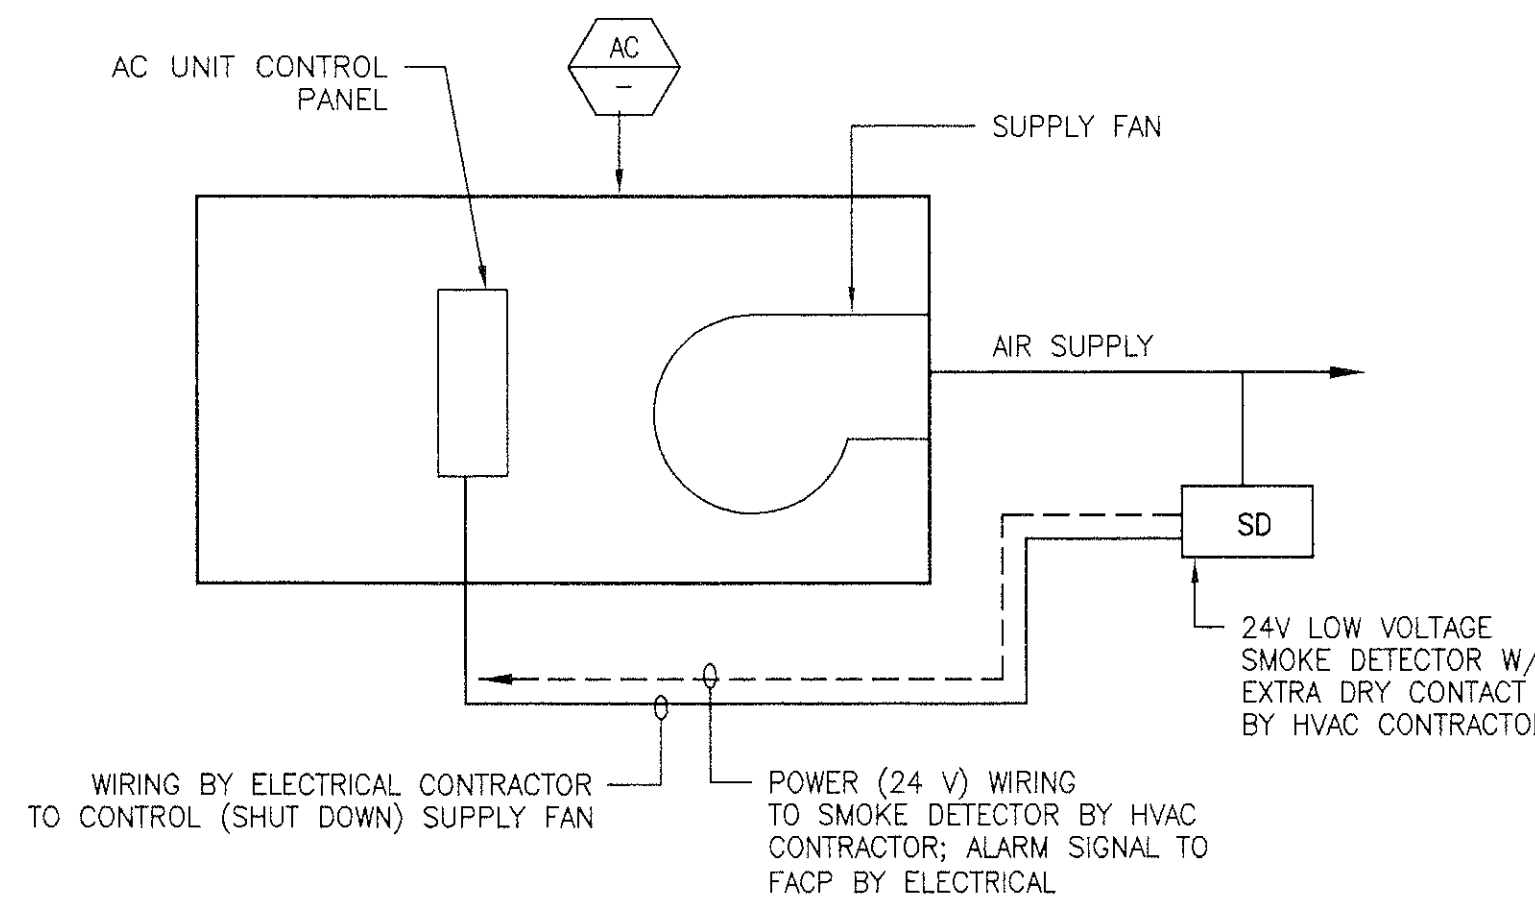 AC
–
AC UNIT CONTROL
PANEL
SUPPLY FAN
AIR SUPPLY
SD
24V LOW VOLTAGE
SMOKE DETECTOR W/
EXTRA DRY CONTACT
BY HVAC CONTRACTO
WIRING BY ELECTRICAL CONTRACTOR
TO CONTROL (SHUT DOWN) SUPPLY FAN
POWER (24 V) WIRING
TO SMOKE DETECTOR BY HVAC
CONTRACTOR; ALARM SIGNAL TO
FACP BY ELECTRICAL